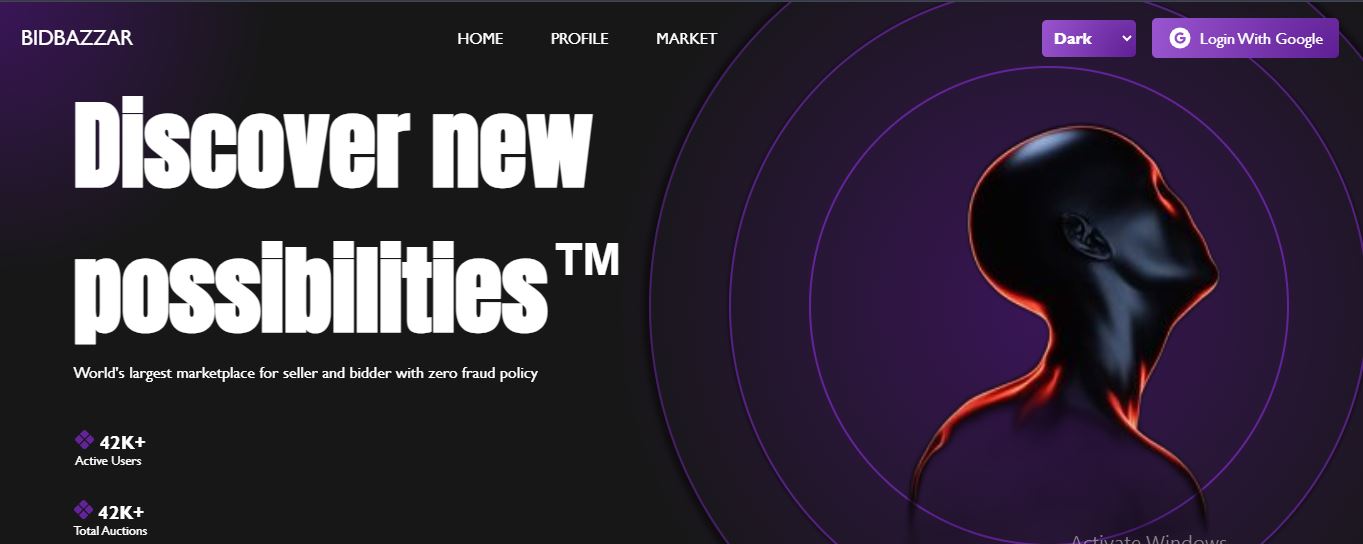 BIDBAZZAR
HOME
PROFILE
MARKET
Dark
G Login With Google
Discover new
possibilities™
World's largest marketplace for seller and bidder with zero fraud policy
42K+
Active Users
42K+
Total Auctions
Activate Windows